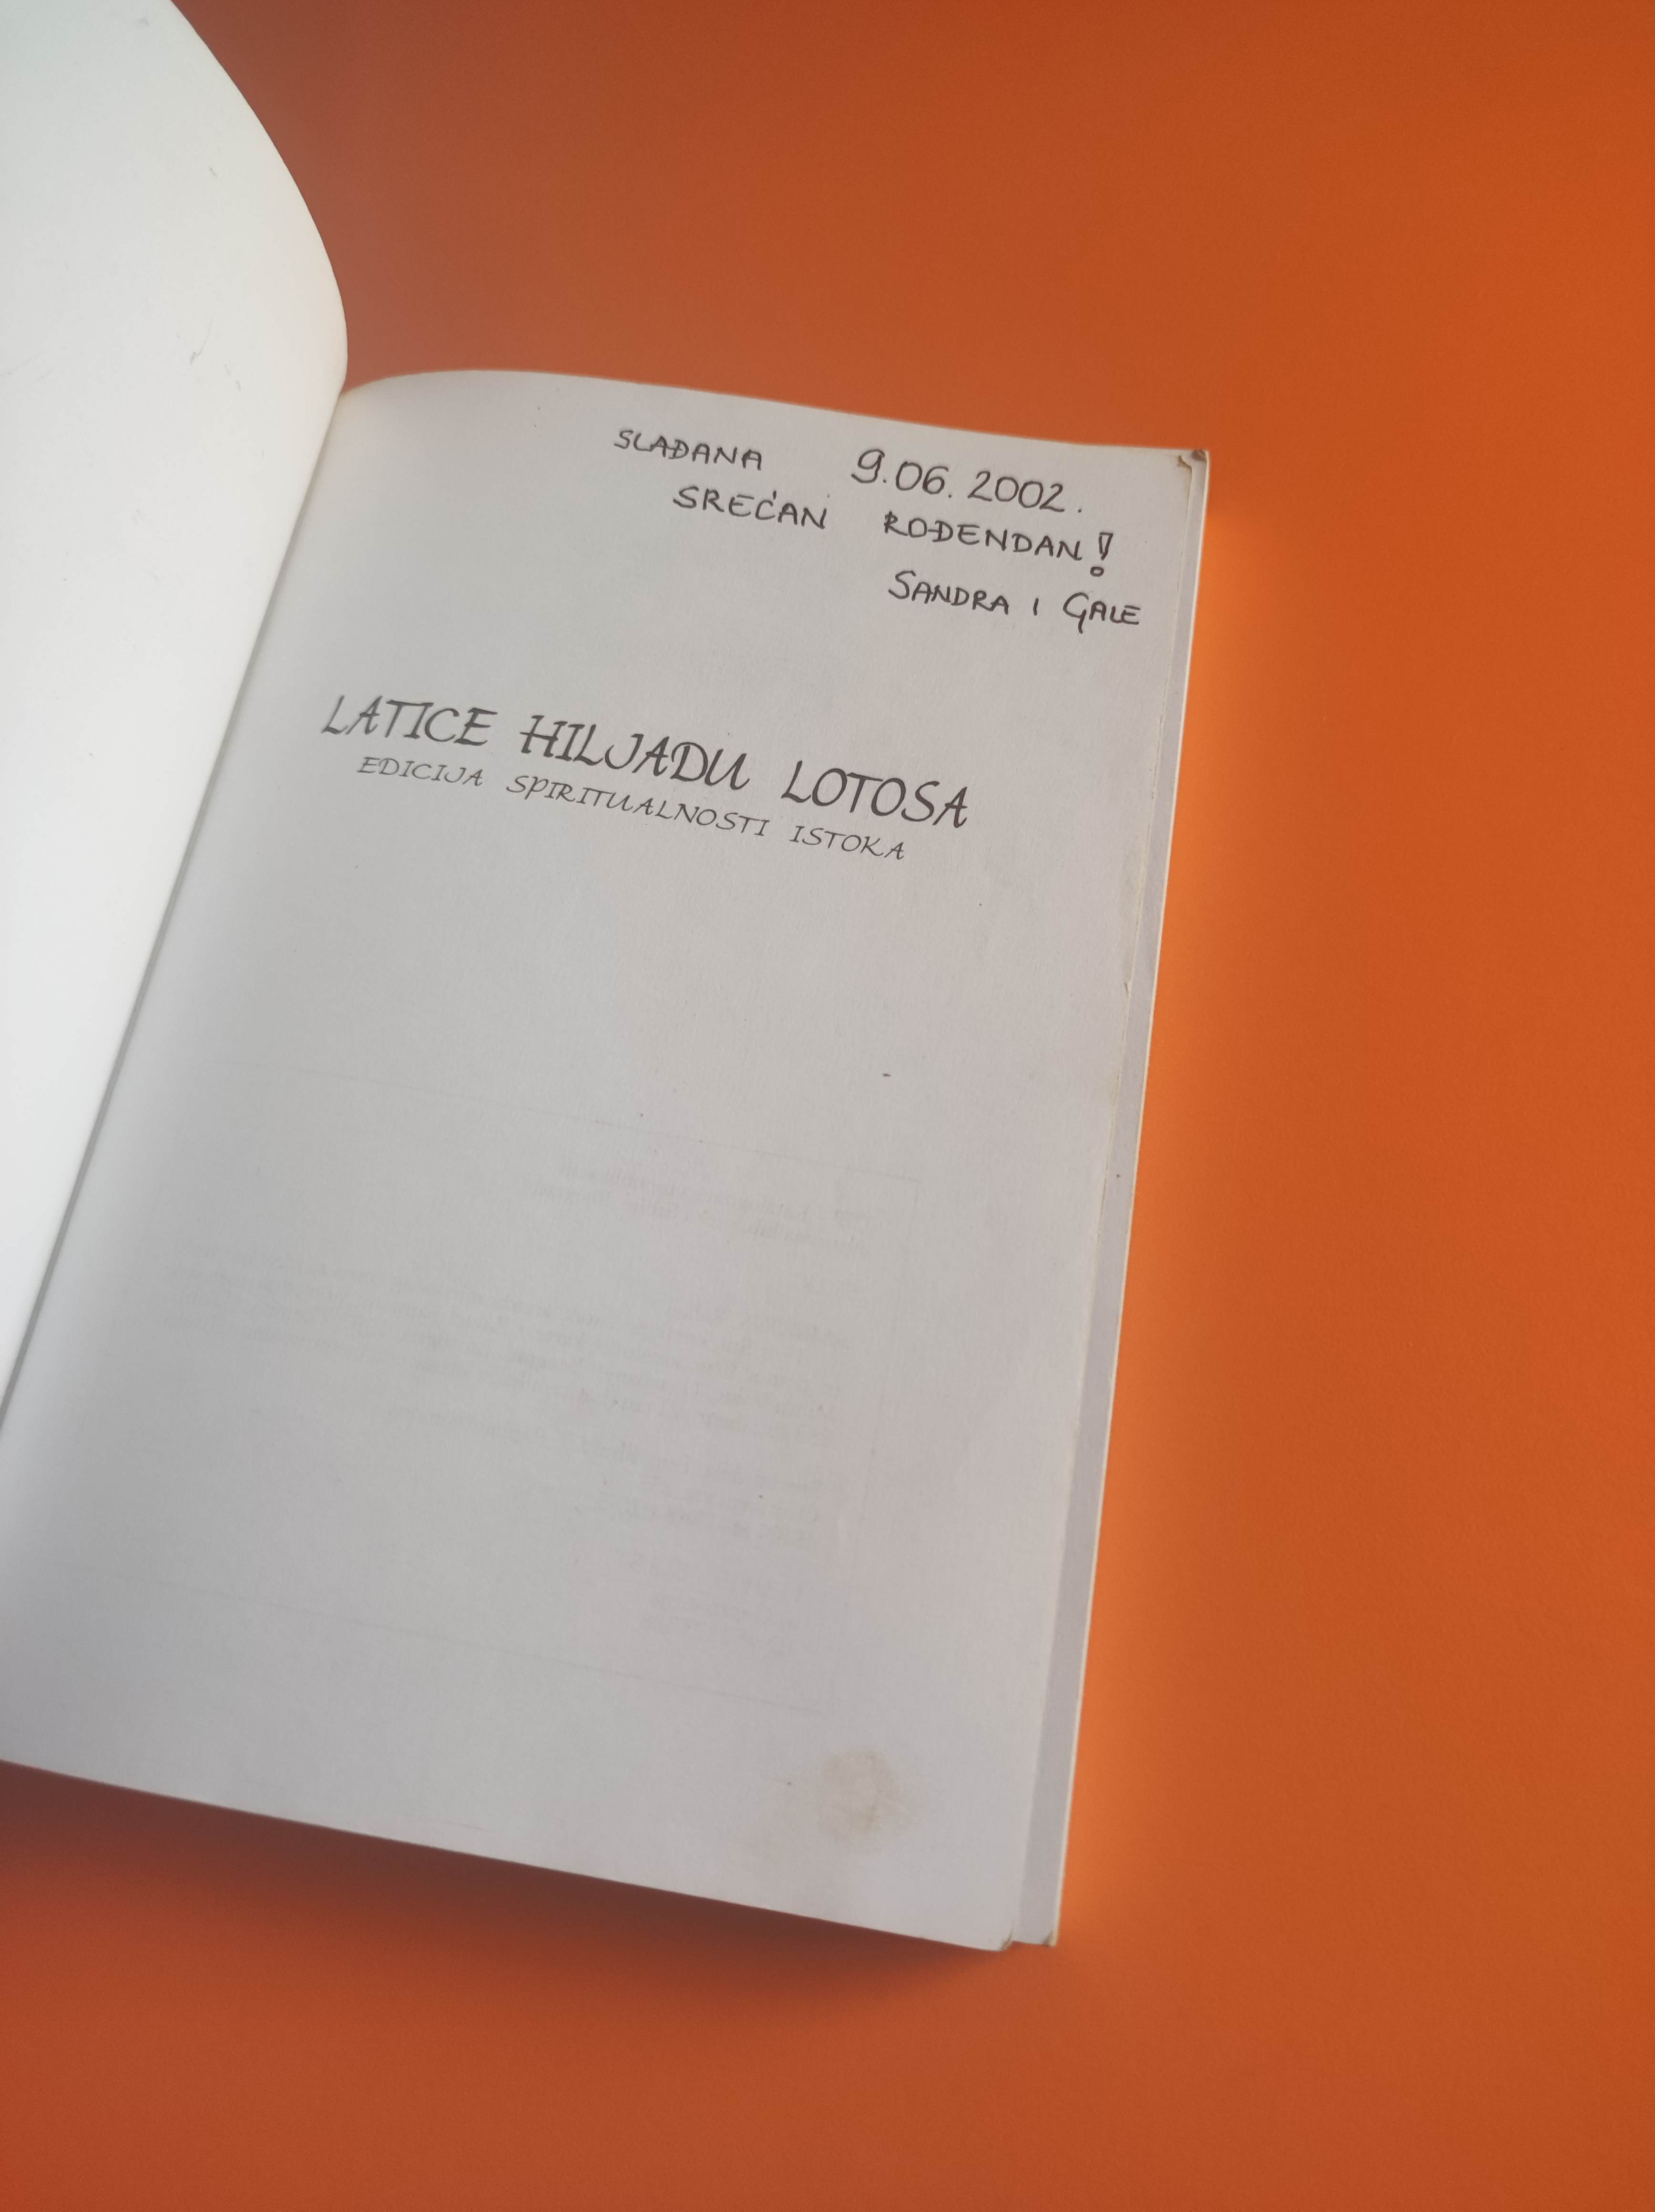 SLAĐANA 9.06.2002.
SREĆAN ROĐENDAN!
SANDRA I GALE
LATICE HILJADU LOTOSA
EDICIJA SPIRITUALNOSTI ISTOKA